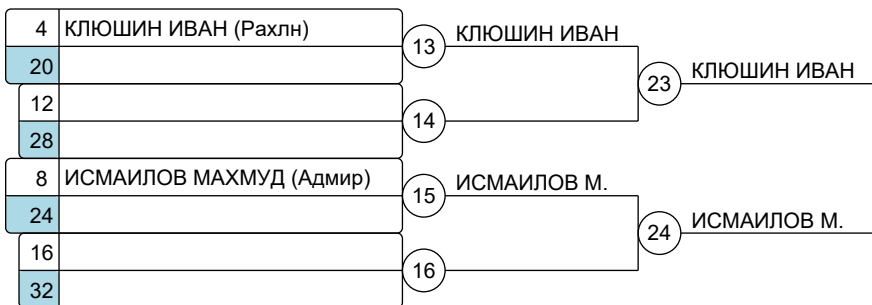 4 КЛЮШИН ИВАН (Рахлн)
13 КЛЮШИН ИВАН
20
23 КЛЮШИН ИВАН
12
14
28
8 ИСМАИЛОВ МАХМУД (Адмир)
15 ИСМАИЛОВ М.
24
24 ИСМАИЛОВ М.
16
16
32